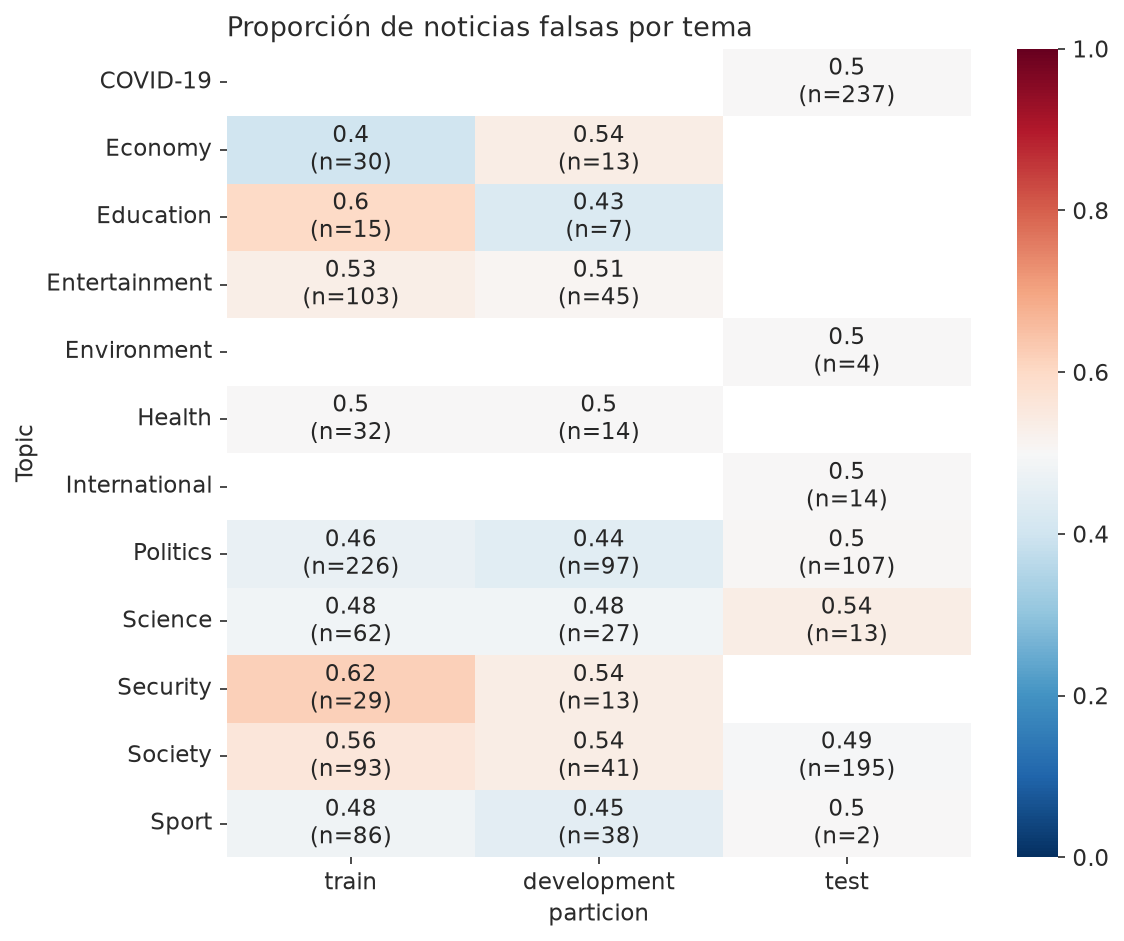 Proporción de noticias falsas por tema
COVID-19
0.5
(n=237)
Economy
0.4
(n=30)
0.54
(n=13)
Education
0.6
(n=15)
0.43
(n=7)
Entertainment
0.53
(n=103)
0.51
(n=45)
Environment
0.5
(n=4)
Health
0.5
(n=32)
0.5
(n=14)
International
0.5
(n=14)
Politics
0.46
(n=226)
0.44
(n=97)
0.5
(n=107)
Science
0.48
(n=62)
0.48
(n=27)
0.54
(n=13)
Security
0.62
(n=29)
0.54
(n=13)
Society
0.56
(n=93)
0.54
(n=41)
0.49
(n=195)
Sport
0.48
(n=86)
0.45
(n=38)
0.5
(n=2)
Topic
train
development
test
particion
1.0
0.8
0.6
0.4
0.2
0.0